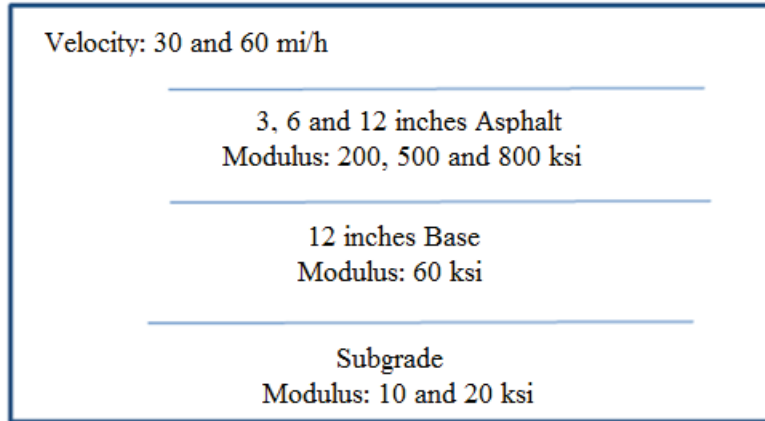 Velocity: 30 and 60 mi/h
3, 6 and 12 inches Asphalt
Modulus: 200, 500 and 800 ksi
12 inches Base
Modulus: 60 ksi
Subgrade
Modulus: 10 and 20 ksi